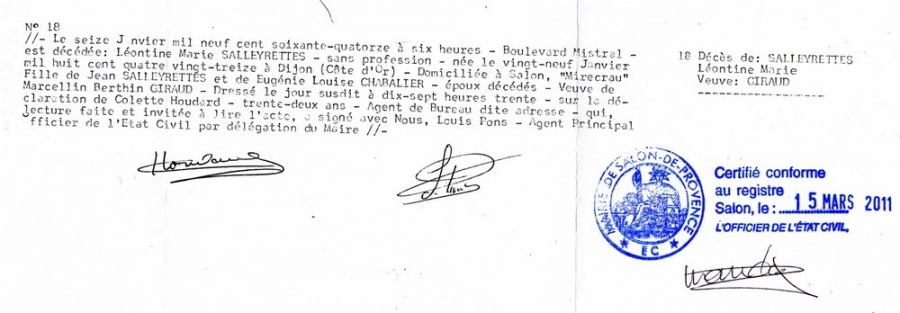 N° 18
//- Le seize J nvier mil neuf cent soixante-quatorze à six heures - Boulevard Mistral -
est décédée: Léontine Marie SALLEYRETTES - sans profession - née le vingt-neuf Janvier
mil huit cent quatre vingt-treize à Dijon (Côte d'Or) - Domiciliée à Salon, "Mirecrau"
Fille de Jean SALLEYRETTES et de Eugénie Louise CHABALIER - époux décédés - Veuve de
Marcellin Berthin GIRAUD - Dressé le jour susdit à dix-sept heures trente - sur la dé-
claration de Colette Houdard - trente-deux ans - Agent de Bureau dite adresse - qui,
lecture faite et invitée à lire l'acte, a signé avec Nous, Louis Pons - Agent Principal
officier de l'Etat Civil par délégation du Maire //-
18 Décès de: SALLEYRETTES
Léontine Marie
Veuve: GIRAUD
MAIRIE DE SALON-DE-PROVENCE
EC
Certifié conforme
au registre
Salon, le : 15 MARS 2011
L'OFFICIER DE L'ÉTAT CIVIL,